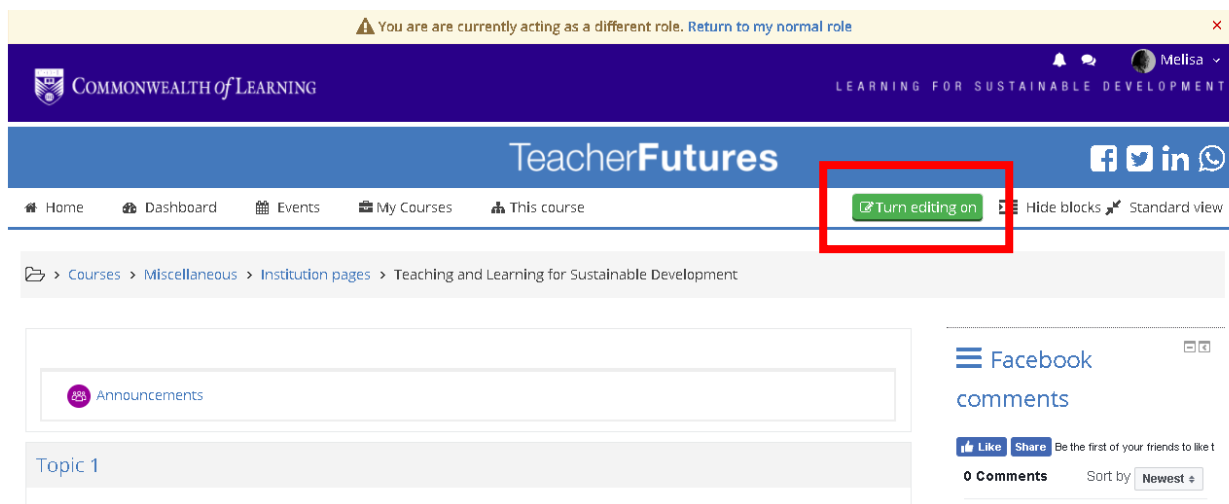 You are are currently acting as a different role. Return to my normal role
Melisa
COMMONWEALTH of LEARNING
LEARNING FOR SUSTAINABLE DEVELOPMENT
TeacherFutures
Home Dashboard Events My Courses This course Turn editing on Hide blocks Standard view
> Courses > Miscellaneous > Institution pages > Teaching and Learning for Sustainable Development
Announcements
Topic 1
Facebook
comments
Like Share Be the first of your friends to like t
0 Comments Sort by Newest